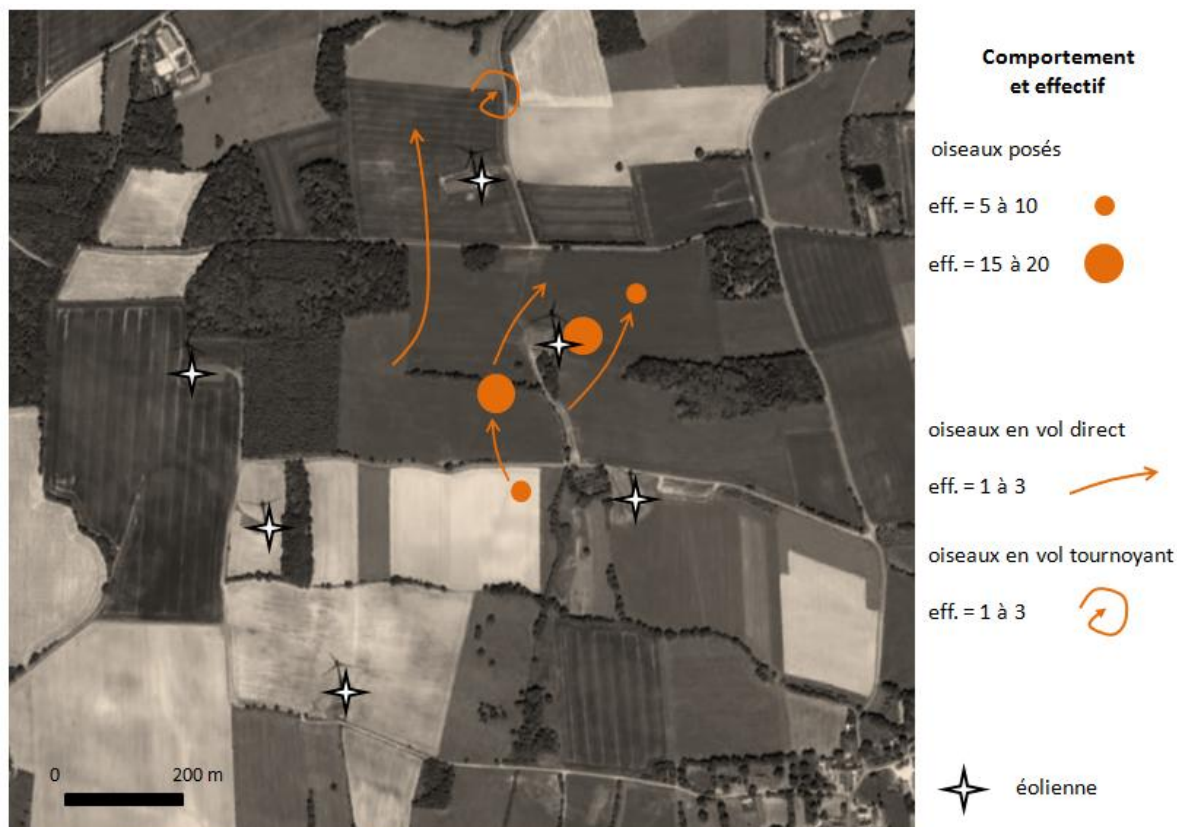 Comportement
et effectif
oiseaux posés
eff. = 5 à 10
eff. = 15 à 20
oiseaux en vol direct
eff. = 1 à 3
oiseaux en vol tournoyant
eff. = 1 à 3
éolienne
0 200 m